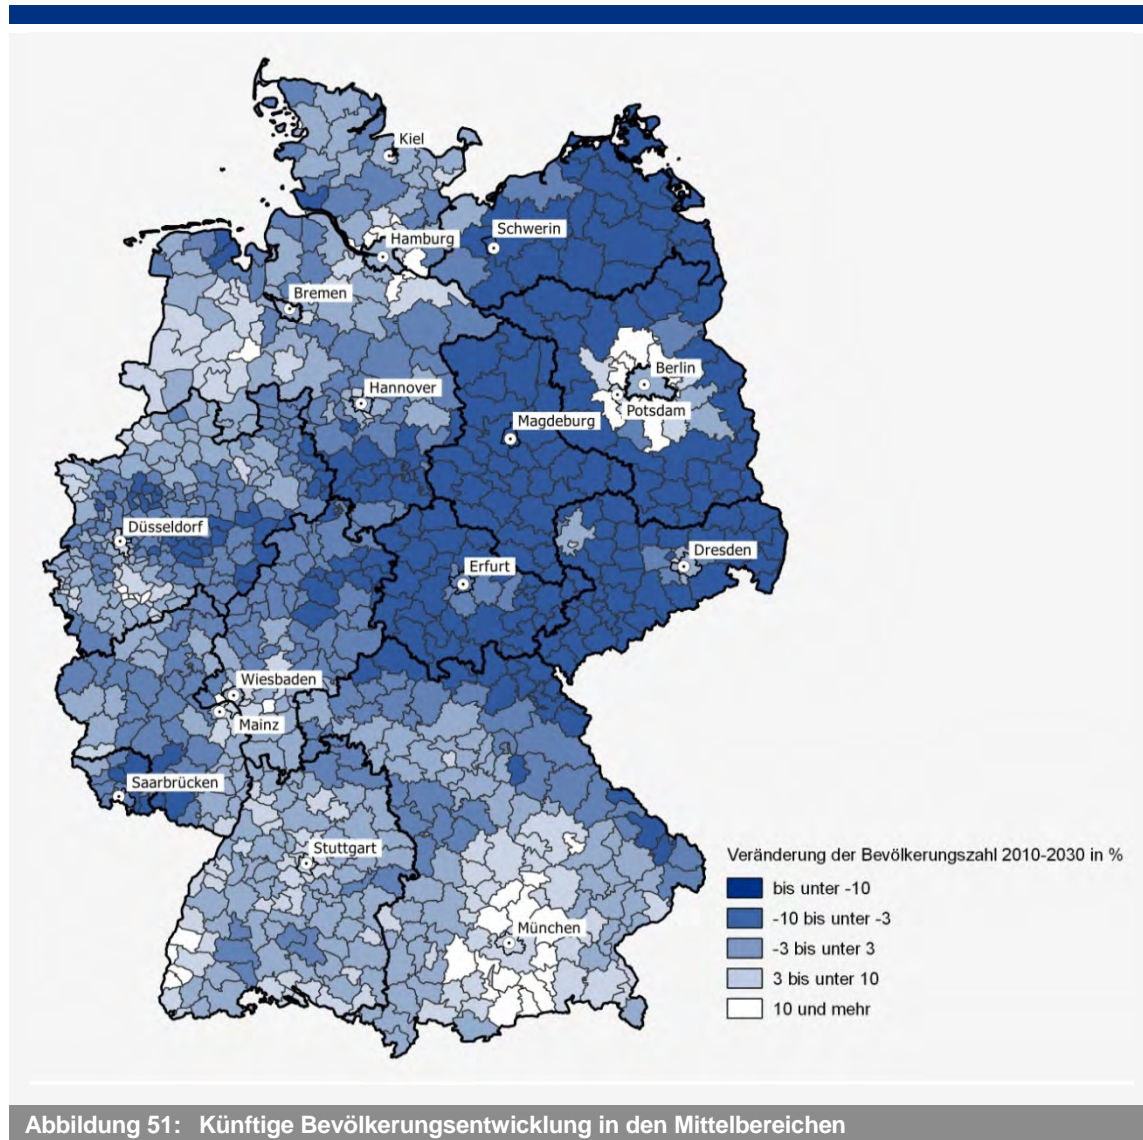 Kiel
Schwerin
Hamburg
Bremen
Berlin
Hannover
Potsdam
Magdeburg
Düsseldorf
Dresden
Erfurt
Wiesbaden
Mainz
Saarbrücken
Stuttgart
München
Veränderung der Bevölkerungszahl 2010-2030 in %
bis unter -10
-10 bis unter -3
-3 bis unter 3
3 bis unter 10
10 und mehr
Abbildung 51: Künftige Bevölkerungsentwicklung in den Mittelbereichen